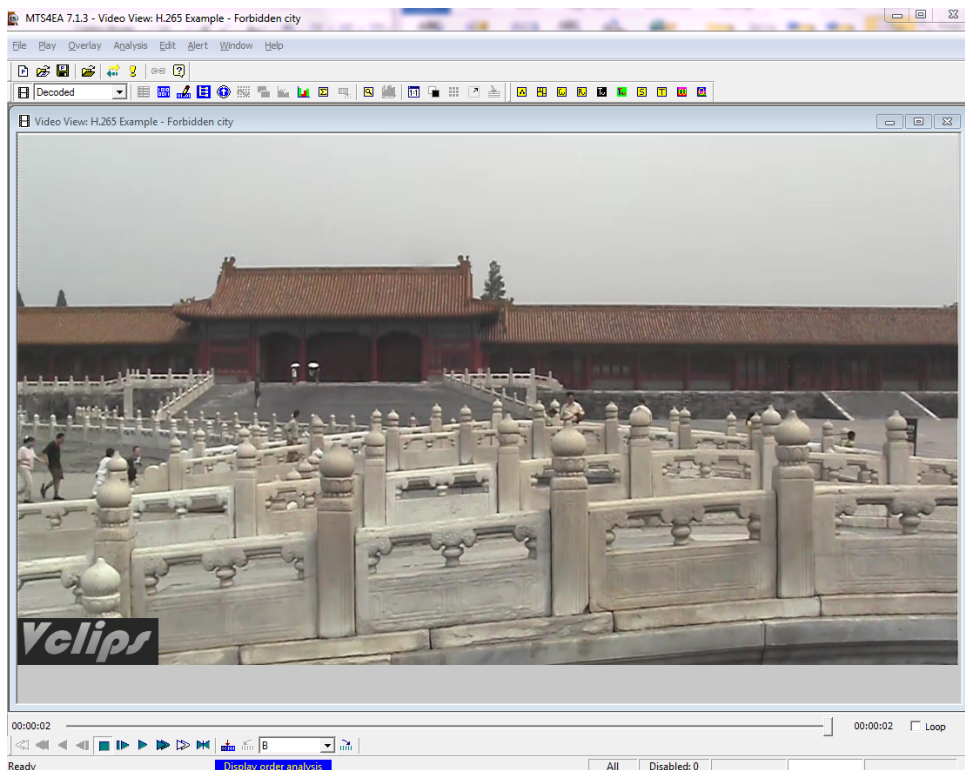 MTS4EA 7.1.3 - Video View: H.265 Example - Forbidden city
File Play Overlay Analysis Edit Alert Window Help
Decoded
Video View: H.265 Example - Forbidden city
Vclips
00:00:02 00:00:02 Loop
B
Ready Display order analysis All Disabled: 0